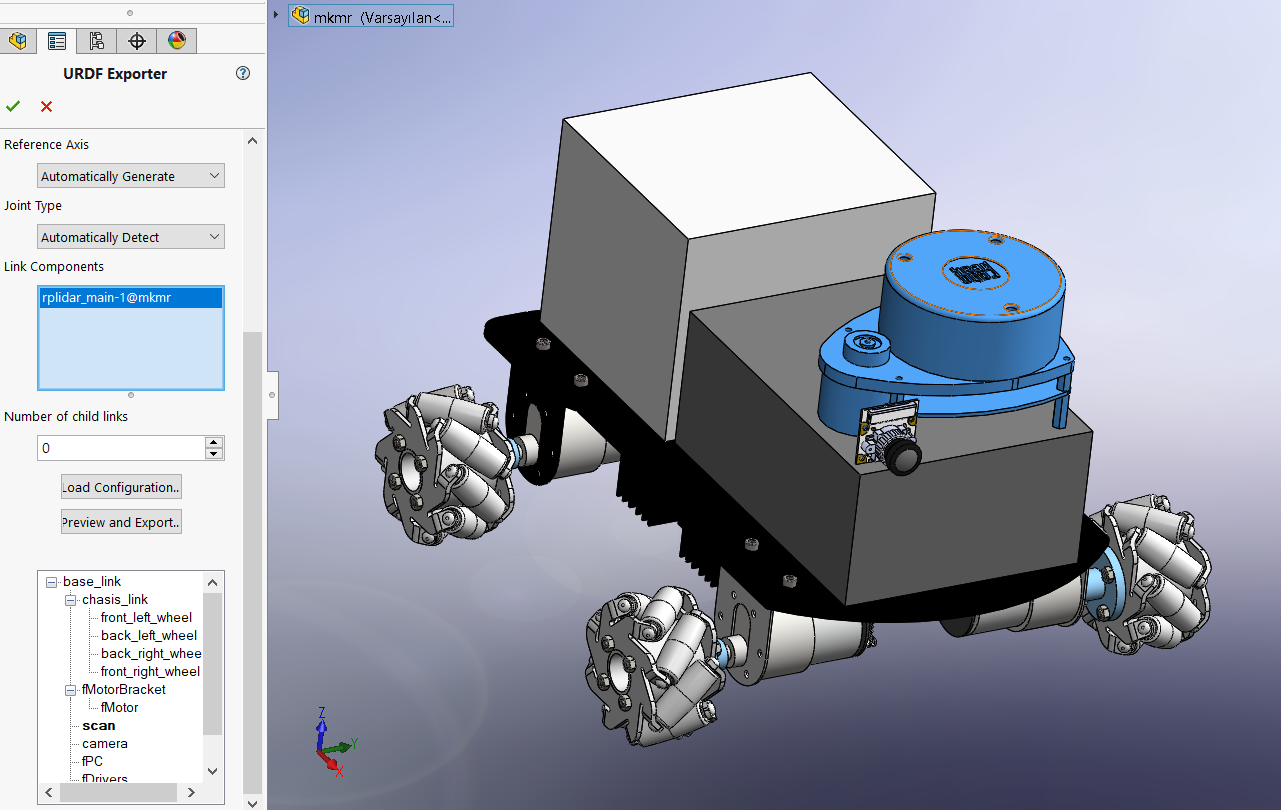 mkmr (Varsayılan<...
URDF Exporter
Reference Axis
Automatically Generate
Joint Type
Automatically Detect
Link Components
rplidar_main-1@mkmr
Number of child links
0
Load Configuration..
Preview and Export..
base_link
chasis_link
front_left_wheel
back_left_wheel
back_right_whee
front_right_wheel
fMotorBracket
fMotor
scan
camera
fPC
fDrivers
Z
Y
X